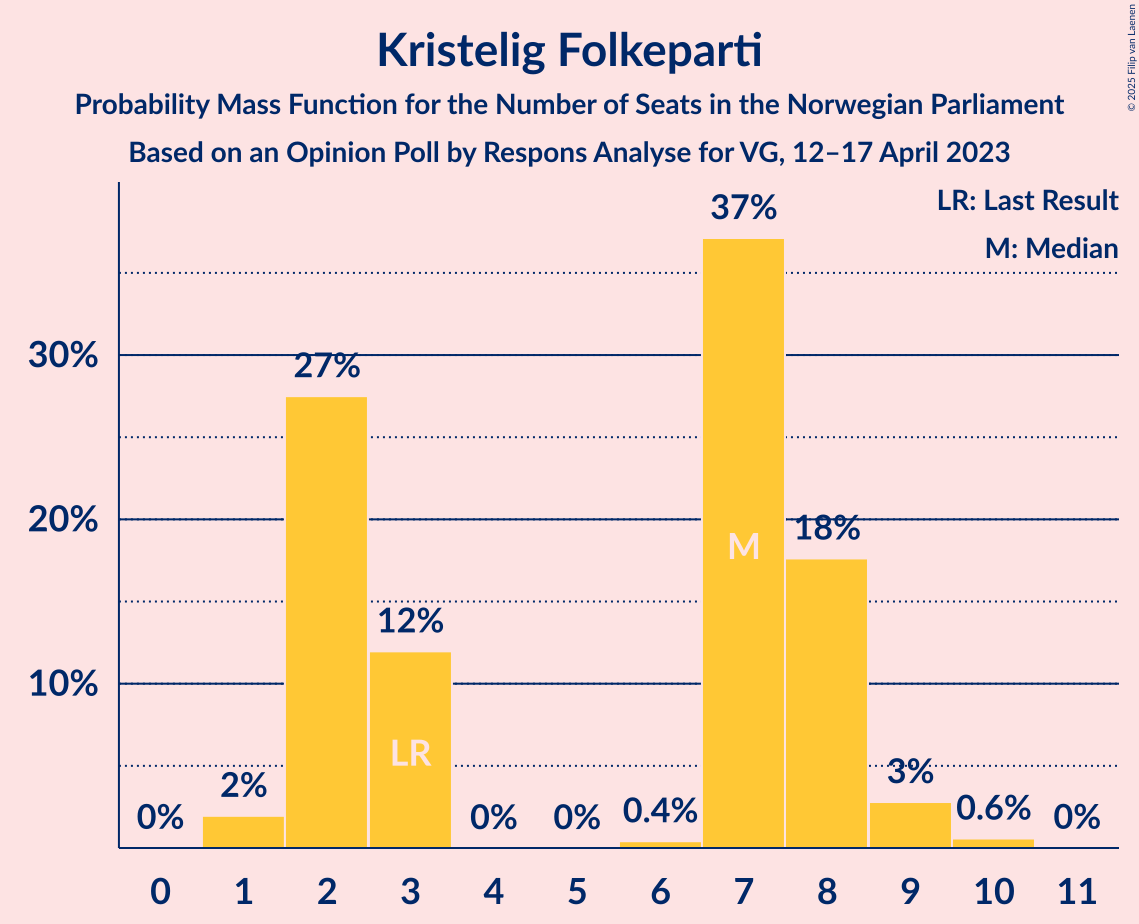 © 2025 Filip van Laenen
Kristelig Folkeparti
Probability Mass Function for the Number of Seats in the Norwegian Parliament
Based on an Opinion Poll by Respons Analyse for VG, 12–17 April 2023
LR: Last Result
M: Median
37%
30%
27%
20%
18%
M
12%
10%
LR
3%
2%
0%
0%
0%
0.4%
0.6%
0%
0 1 2 3 4 5 6 7 8 9 10 11